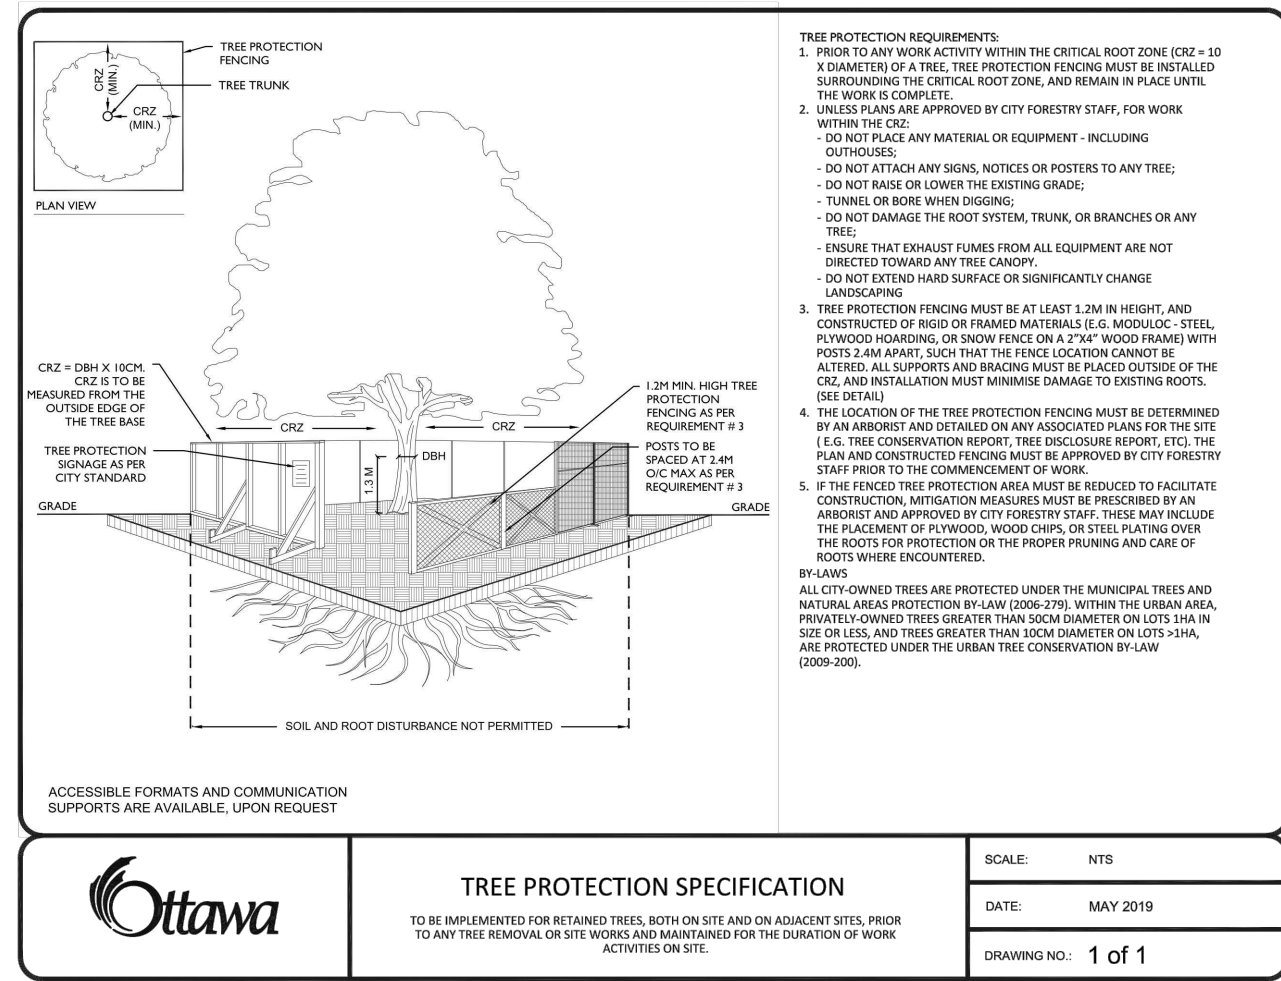 TREE PROTECTION
FENCING
TREE TRUNK
CRZ
(MIN.)
CRZ
(MIN.)
PLAN VIEW
CRZ = DBH X 10CM.
CRZ IS TO BE
MEASURED FROM THE
OUTSIDE EDGE OF
THE TREE BASE
TREE PROTECTION
SIGNAGE AS PER
CITY STANDARD
GRADE
CRZ
CRZ
DBH
1.3 M
1.2M MIN. HIGH TREE
PROTECTION
FENCING AS PER
REQUIREMENT # 3
POSTS TO BE
SPACED AT 2.4M
O/C MAX AS PER
REQUIREMENT # 3
GRADE
SOIL AND ROOT DISTURBANCE NOT PERMITTED
ACCESSIBLE FORMATS AND COMMUNICATION
SUPPORTS ARE AVAILABLE, UPON REQUEST
TREE PROTECTION REQUIREMENTS:
1. PRIOR TO ANY WORK ACTIVITY WITHIN THE CRITICAL ROOT ZONE (CRZ = 10
X DIAMETER) OF A TREE, TREE PROTECTION FENCING MUST BE INSTALLED
SURROUNDING THE CRITICAL ROOT ZONE, AND REMAIN IN PLACE UNTIL
THE WORK IS COMPLETE.
2. UNLESS PLANS ARE APPROVED BY CITY FORESTRY STAFF, FOR WORK
WITHIN THE CRZ:
- DO NOT PLACE ANY MATERIAL OR EQUIPMENT - INCLUDING
OUTHOUSES;
- DO NOT ATTACH ANY SIGNS, NOTICES OR POSTERS TO ANY TREE;
- DO NOT RAISE OR LOWER THE EXISTING GRADE;
- TUNNEL OR BORE WHEN DIGGING;
- DO NOT DAMAGE THE ROOT SYSTEM, TRUNK, OR BRANCHES OR ANY
TREE;
- ENSURE THAT EXHAUST FUMES FROM ALL EQUIPMENT ARE NOT
DIRECTED TOWARD ANY TREE CANOPY.
- DO NOT EXTEND HARD SURFACE OR SIGNIFICANTLY CHANGE
LANDSCAPING
3. TREE PROTECTION FENCING MUST BE AT LEAST 1.2M IN HEIGHT, AND
CONSTRUCTED OF RIGID OR FRAMED MATERIALS (E.G. MODULOC - STEEL,
PLYWOOD HOARDING, OR SNOW FENCE ON A 2”X4” WOOD FRAME) WITH
POSTS 2.4M APART, SUCH THAT THE FENCE LOCATION CANNOT BE
ALTERED. ALL SUPPORTS AND BRACING MUST BE PLACED OUTSIDE OF THE
CRZ, AND INSTALLATION MUST MINIMISE DAMAGE TO EXISTING ROOTS.
(SEE DETAIL)
4. THE LOCATION OF THE TREE PROTECTION FENCING MUST BE DETERMINED
BY AN ARBORIST AND DETAILED ON ANY ASSOCIATED PLANS FOR THE SITE
( E.G. TREE CONSERVATION REPORT, TREE DISCLOSURE REPORT, ETC). THE
PLAN AND CONSTRUCTED FENCING MUST BE APPROVED BY CITY FORESTRY
STAFF PRIOR TO THE COMMENCEMENT OF WORK.
5. IF THE FENCED TREE PROTECTION AREA MUST BE REDUCED TO FACILITATE
CONSTRUCTION, MITIGATION MEASURES MUST BE PRESCRIBED BY AN
ARBORIST AND APPROVED BY CITY FORESTRY STAFF. THESE MAY INCLUDE
THE PLACEMENT OF PLYWOOD, WOOD CHIPS, OR STEEL PLATING OVER
THE ROOTS FOR PROTECTION OR THE PROPER PRUNING AND CARE OF
ROOTS WHERE ENCOUNTERED.
BY-LAWS
ALL CITY-OWNED TREES ARE PROTECTED UNDER THE MUNICIPAL TREES AND
NATURAL AREAS PROTECTION BY-LAW (2006-279). WITHIN THE URBAN AREA,
PRIVATELY-OWNED TREES GREATER THAN 50CM DIAMETER ON LOTS 1HA IN
SIZE OR LESS, AND TREES GREATER THAN 10CM DIAMETER ON LOTS >1HA,
ARE PROTECTED UNDER THE URBAN TREE CONSERVATION BY-LAW
(2009-200).
Ottawa
TREE PROTECTION SPECIFICATION
TO BE IMPLEMENTED FOR RETAINED TREES, BOTH ON SITE AND ON ADJACENT SITES, PRIOR
TO ANY TREE REMOVAL OR SITE WORKS AND MAINTAINED FOR THE DURATION OF WORK
ACTIVITIES ON SITE.
SCALE: NTS
DATE: MAY 2019
DRAWING NO.: 1 of 1